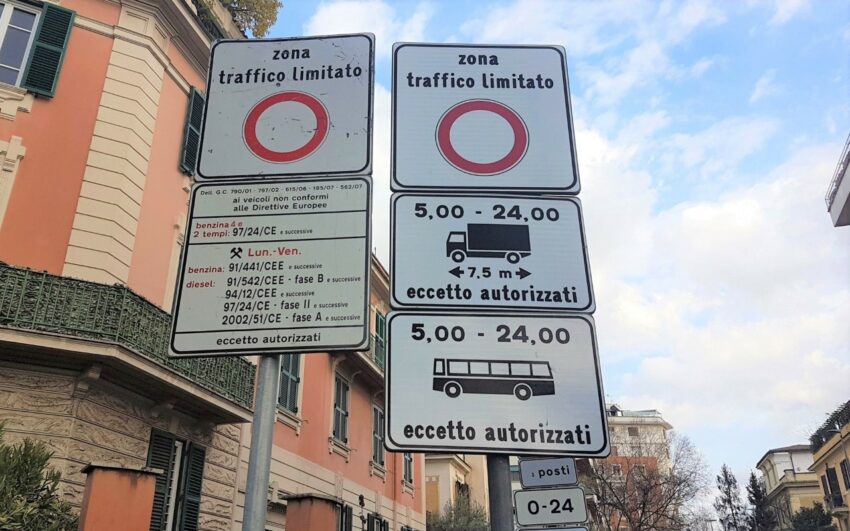 zona
traffico limitato
Dell. G.C. 790/01 - 797/02 - 615/06 - 185/07 - 562/07
ai veicoli non conformi
alle Direttive Europee
benzina 4 e
2 tempi: 97/24/CE e successive
Lun.-Ven.
benzina: 91/441/CEE e successive
diesel: 91/542/CEE - fase B e successive
94/12/CEE e successive
97/24/CE - fase II e successive
2002/51/CE - fase A e successive
eccetto autorizzati
zona
traffico limitato
5,00 - 24,00
7,5 m
eccetto autorizzati
5,00 - 24,00
eccetto autorizzati
posti
0-24